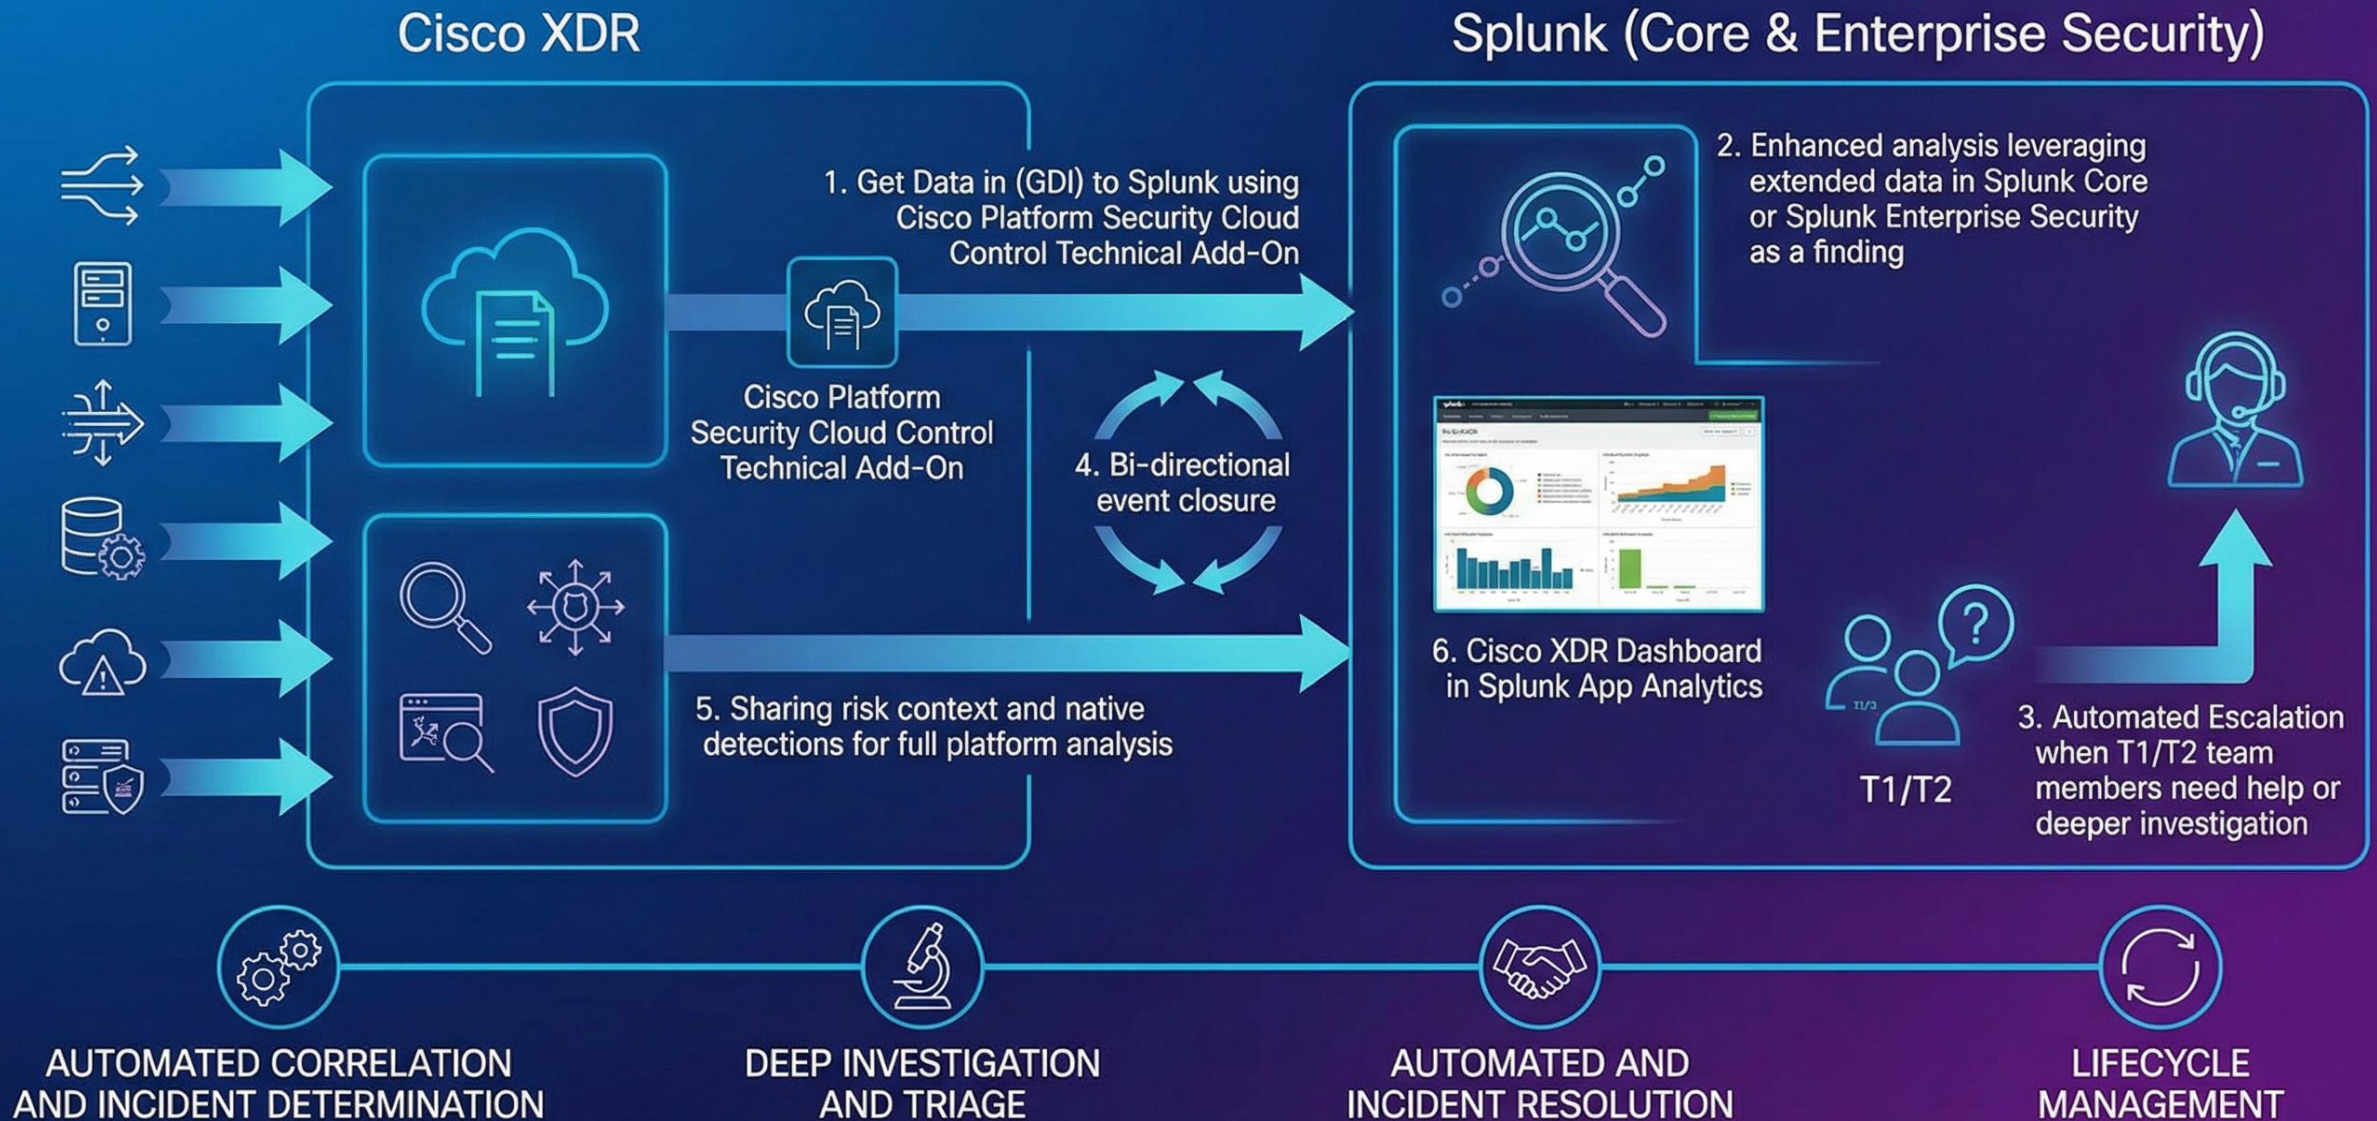 Cisco XDR
Splunk (Core & Enterprise Security)
1. Get Data in (GDI) to Splunk using
Cisco Platform Security Cloud
Control Technical Add-On
Cisco Platform
Security Cloud Control
Technical Add-On
4. Bi-directional
event closure
5. Sharing risk context and native
detections for full platform analysis
2. Enhanced analysis leveraging
extended data in Splunk Core
or Splunk Enterprise Security
as a finding
6. Cisco XDR Dashboard
in Splunk App Analytics
T1/3
T1/T2
3. Automated Escalation
when T1/T2 team
members need help or
deeper investigation
AUTOMATED CORRELATION
AND INCIDENT DETERMINATION
DEEP INVESTIGATION
AND TRIAGE
AUTOMATED AND
INCIDENT RESOLUTION
LIFECYCLE
MANAGEMENT